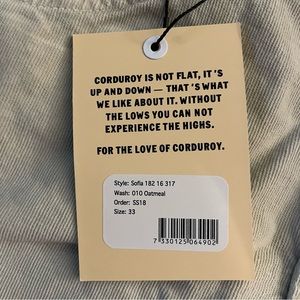 CORDUROY IS NOT FLAT, IT'S
UP AND DOWN — THAT'S WHAT
WE LIKE ABOUT IT. WITHOUT
THE LOWS YOU CAN NOT
EXPERIENCE THE HIGHS.
FOR THE LOVE OF CORDUROY.
Style: Sofia 182 16 317
Wash: 010 Oatmeal
Order: SS18
Size: 33
7 330125 064902